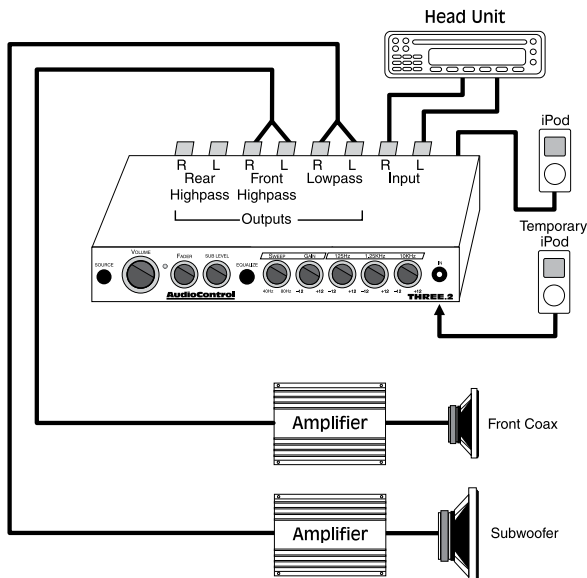 Head Unit
iPod
R L R L R L R L
Rear Highpass
Front Highpass
Lowpass
Input
Outputs
Temporary iPod
VOLUME
SOURCE
FADER
SUB LEVEL
EQUALIZE
SWEEP
GAIN
125Hz
1.25KHz
10KHz
IN
40Hz 80Hz -12 +12 -12 +12 -12 +12 -12 +12
AudioControl
THREE.2
Amplifier
Front Coax
Amplifier
Subwoofer